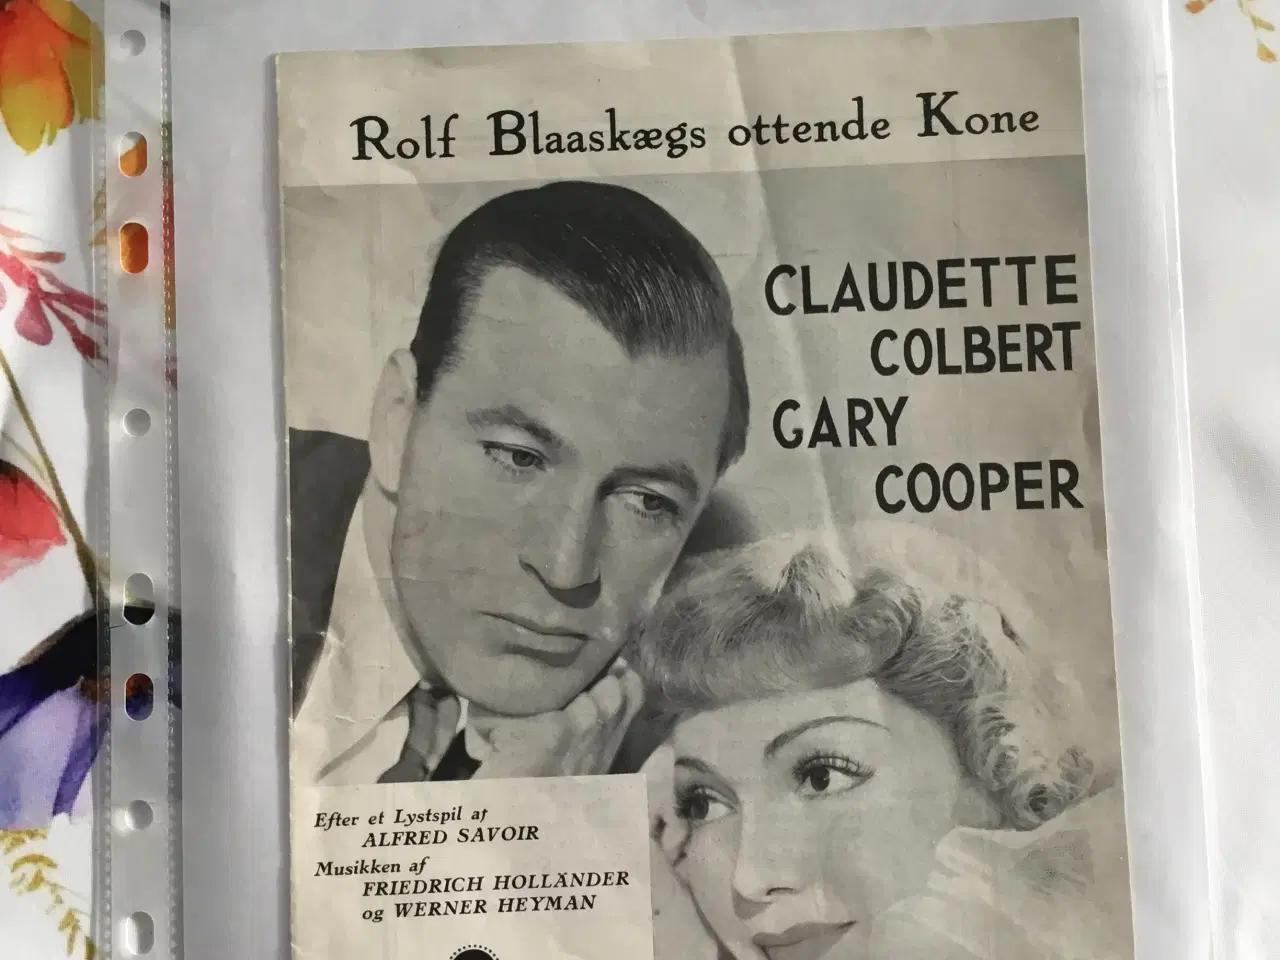 Rolf Blaaskægs ottende Kone
CLAUDETTE
COLBERT
GARY
COOPER
Efter et Lystspil af
ALFRED SAVOIR
Musikken af
FRIEDRICH HOLLÄNDER
og WERNER HEYMAN